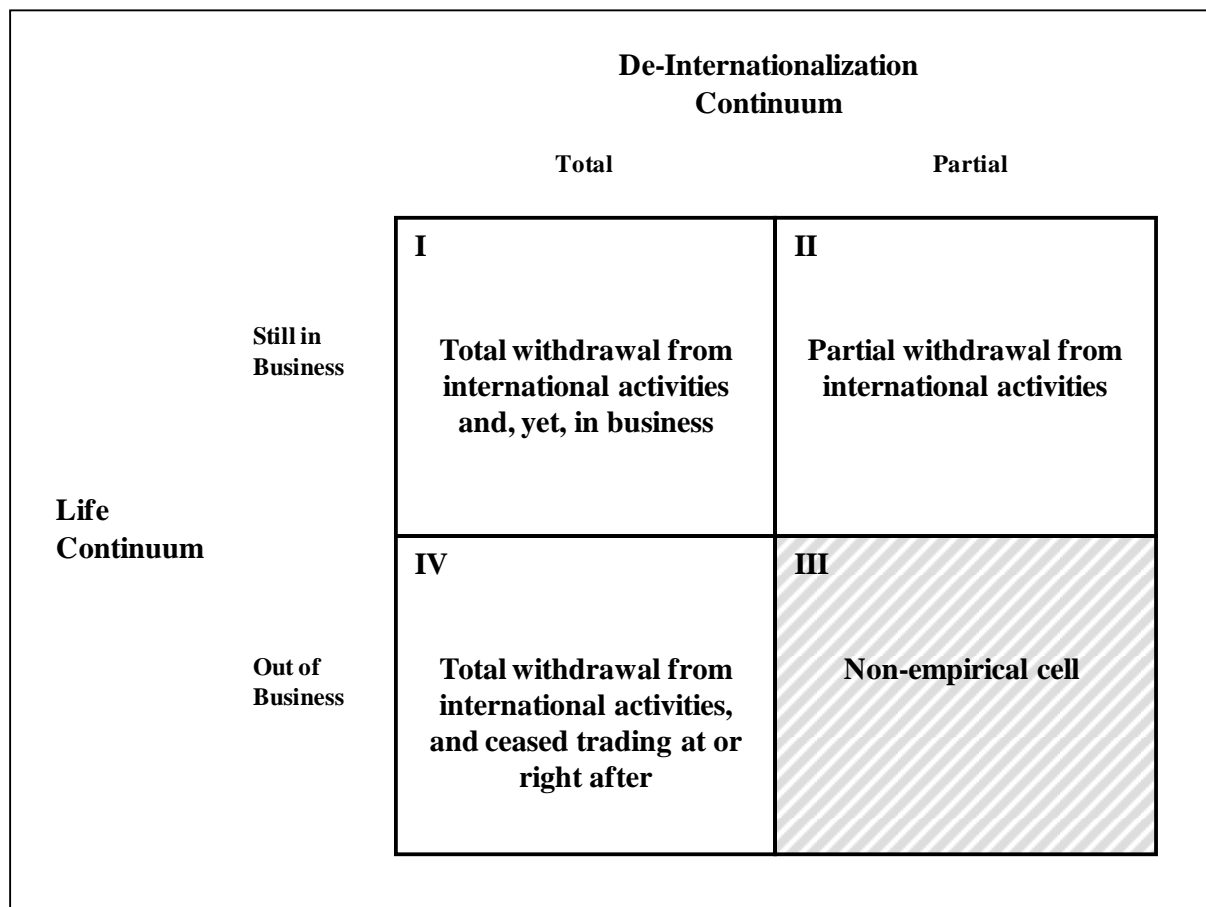 De-Internationalization
Continuum
Total
Partial
I
II
Still in
Business
Total withdrawal from
international activities
and, yet, in business
Partial withdrawal from
international activities
Life
Continuum
IV
III
Out of
Business
Total withdrawal from
international activities,
and ceased trading at or
right after
Non-empirical cell